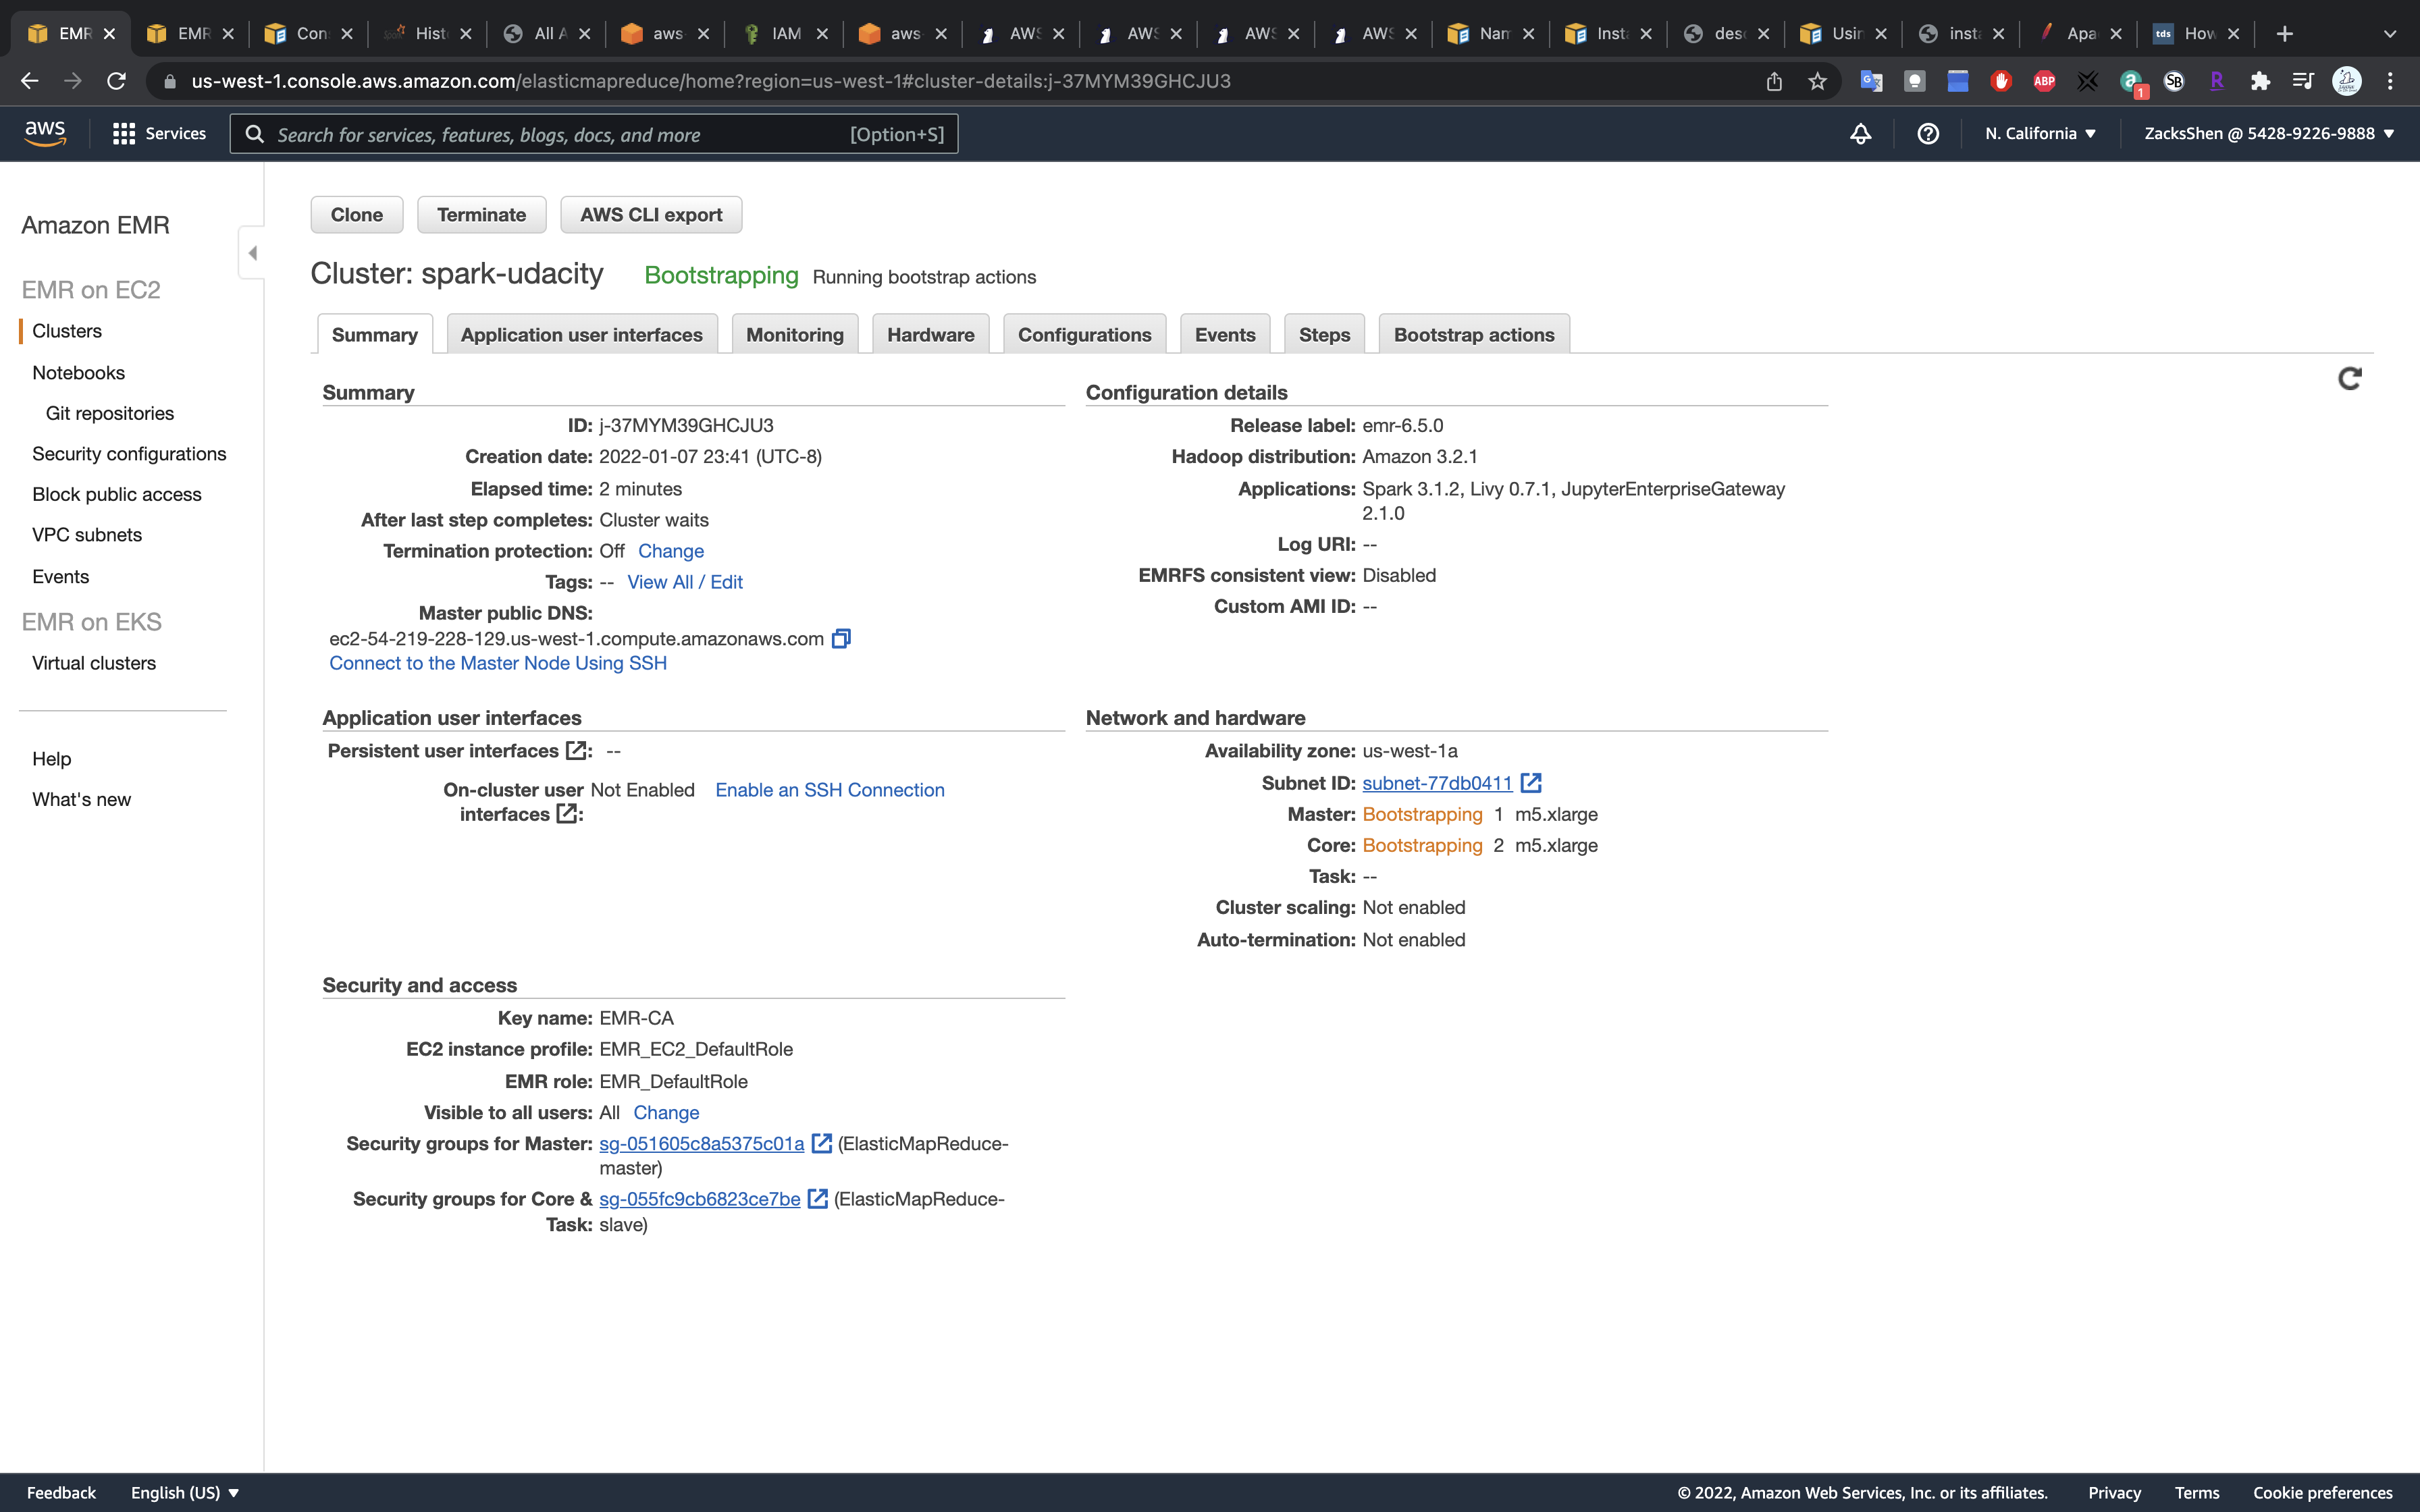 EMR EMR Con Hist All A aws IAM aws AWS AWS AWS AWS Nam Insta desc Usin insta Apa tds How
us-west-1.console.aws.amazon.com/elasticmapreduce/home?region=us-west-1#cluster-details:j-37MYM39GHCJU3
ABP
1
SB
R
aws Services Search for services, features, blogs, docs, and more [Option+S] N. California ▼ ZacksShen @ 5428-9226-9888 ▼
Amazon EMR
EMR on EC2
Clusters
Notebooks
Git repositories
Security configurations
Block public access
VPC subnets
Events
EMR on EKS
Virtual clusters
Help
What's new
Clone Terminate AWS CLI export
Cluster: spark-udacity Bootstrapping Running bootstrap actions
Summary Application user interfaces Monitoring Hardware Configurations Events Steps Bootstrap actions
Summary
ID: j-37MYM39GHCJU3
Creation date: 2022-01-07 23:41 (UTC-8)
Elapsed time: 2 minutes
After last step completes: Cluster waits
Termination protection: Off Change
Tags: -- View All / Edit
Master public DNS:
ec2-54-219-228-129.us-west-1.compute.amazonaws.com
Connect to the Master Node Using SSH
Configuration details
Release label: emr-6.5.0
Hadoop distribution: Amazon 3.2.1
Applications: Spark 3.1.2, Livy 0.7.1, JupyterEnterpriseGateway
2.1.0
Log URI: --
EMRFS consistent view: Disabled
Custom AMI ID: --
Application user interfaces
Persistent user interfaces : --
On-cluster user Not Enabled Enable an SSH Connection
interfaces :
Network and hardware
Availability zone: us-west-1a
Subnet ID: subnet-77db0411
Master: Bootstrapping 1 m5.xlarge
Core: Bootstrapping 2 m5.xlarge
Task: --
Cluster scaling: Not enabled
Auto-termination: Not enabled
Security and access
Key name: EMR-CA
EC2 instance profile: EMR_EC2_DefaultRole
EMR role: EMR_DefaultRole
Visible to all users: All Change
Security groups for Master: sg-051605c8a5375c01a (ElasticMapReduce-
master)
Security groups for Core & sg-055fc9cb6823ce7be (ElasticMapReduce-
Task: slave)
Feedback English (US) ▼ © 2022, Amazon Web Services, Inc. or its affiliates. Privacy Terms Cookie preferences